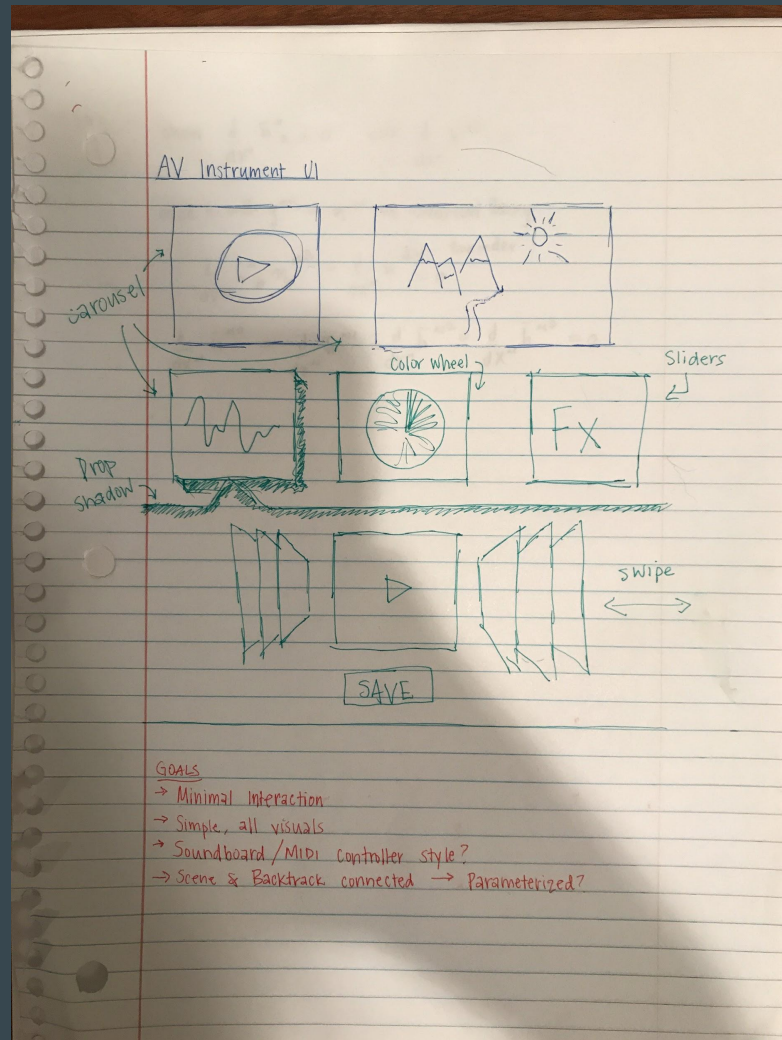 AV Instrument UI
carousel
Color Wheel
Sliders
Fx
Drop
shadow
swipe
SAVE
GOALS
→ Minimal Interaction
→ Simple, all visuals
→ Soundboard / MIDI controller style?
→ Scene & Backtrack connected → Parameterized?